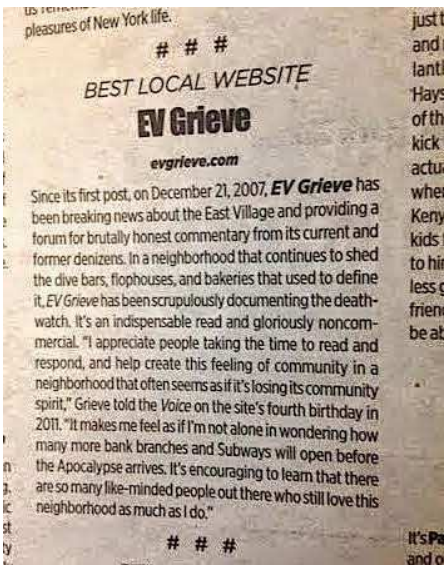 pleasures of New York life.
# # #
BEST LOCAL WEBSITE
EV Grieve
evgrieve.com
Since its first post, on December 21, 2007, EV Grieve has
been breaking news about the East Village and providing a
forum for brutally honest commentary from its current and
former denizens. In a neighborhood that continues to shed
the dive bars, flophouses, and bakeries that used to define
it, EV Grieve has been scrupulously documenting the death-
watch. It's an indispensable read and gloriously noncom-
mercial. "I appreciate people taking the time to read and
respond, and help create this feeling of community in a
neighborhood that often seems as if it's losing its community
spirit," Grieve told the Voice on the site's fourth birthday in
2011. "It makes me feel as if I'm not alone in wondering how
many more bank branches and Subways will open before
the Apocalypse arrives. It's encouraging to learn that there
are so many like-minded people out there who still love this
neighborhood as much as I do."
# # #
just
and
of th
kick
kids
to hi
less
be
It's
and